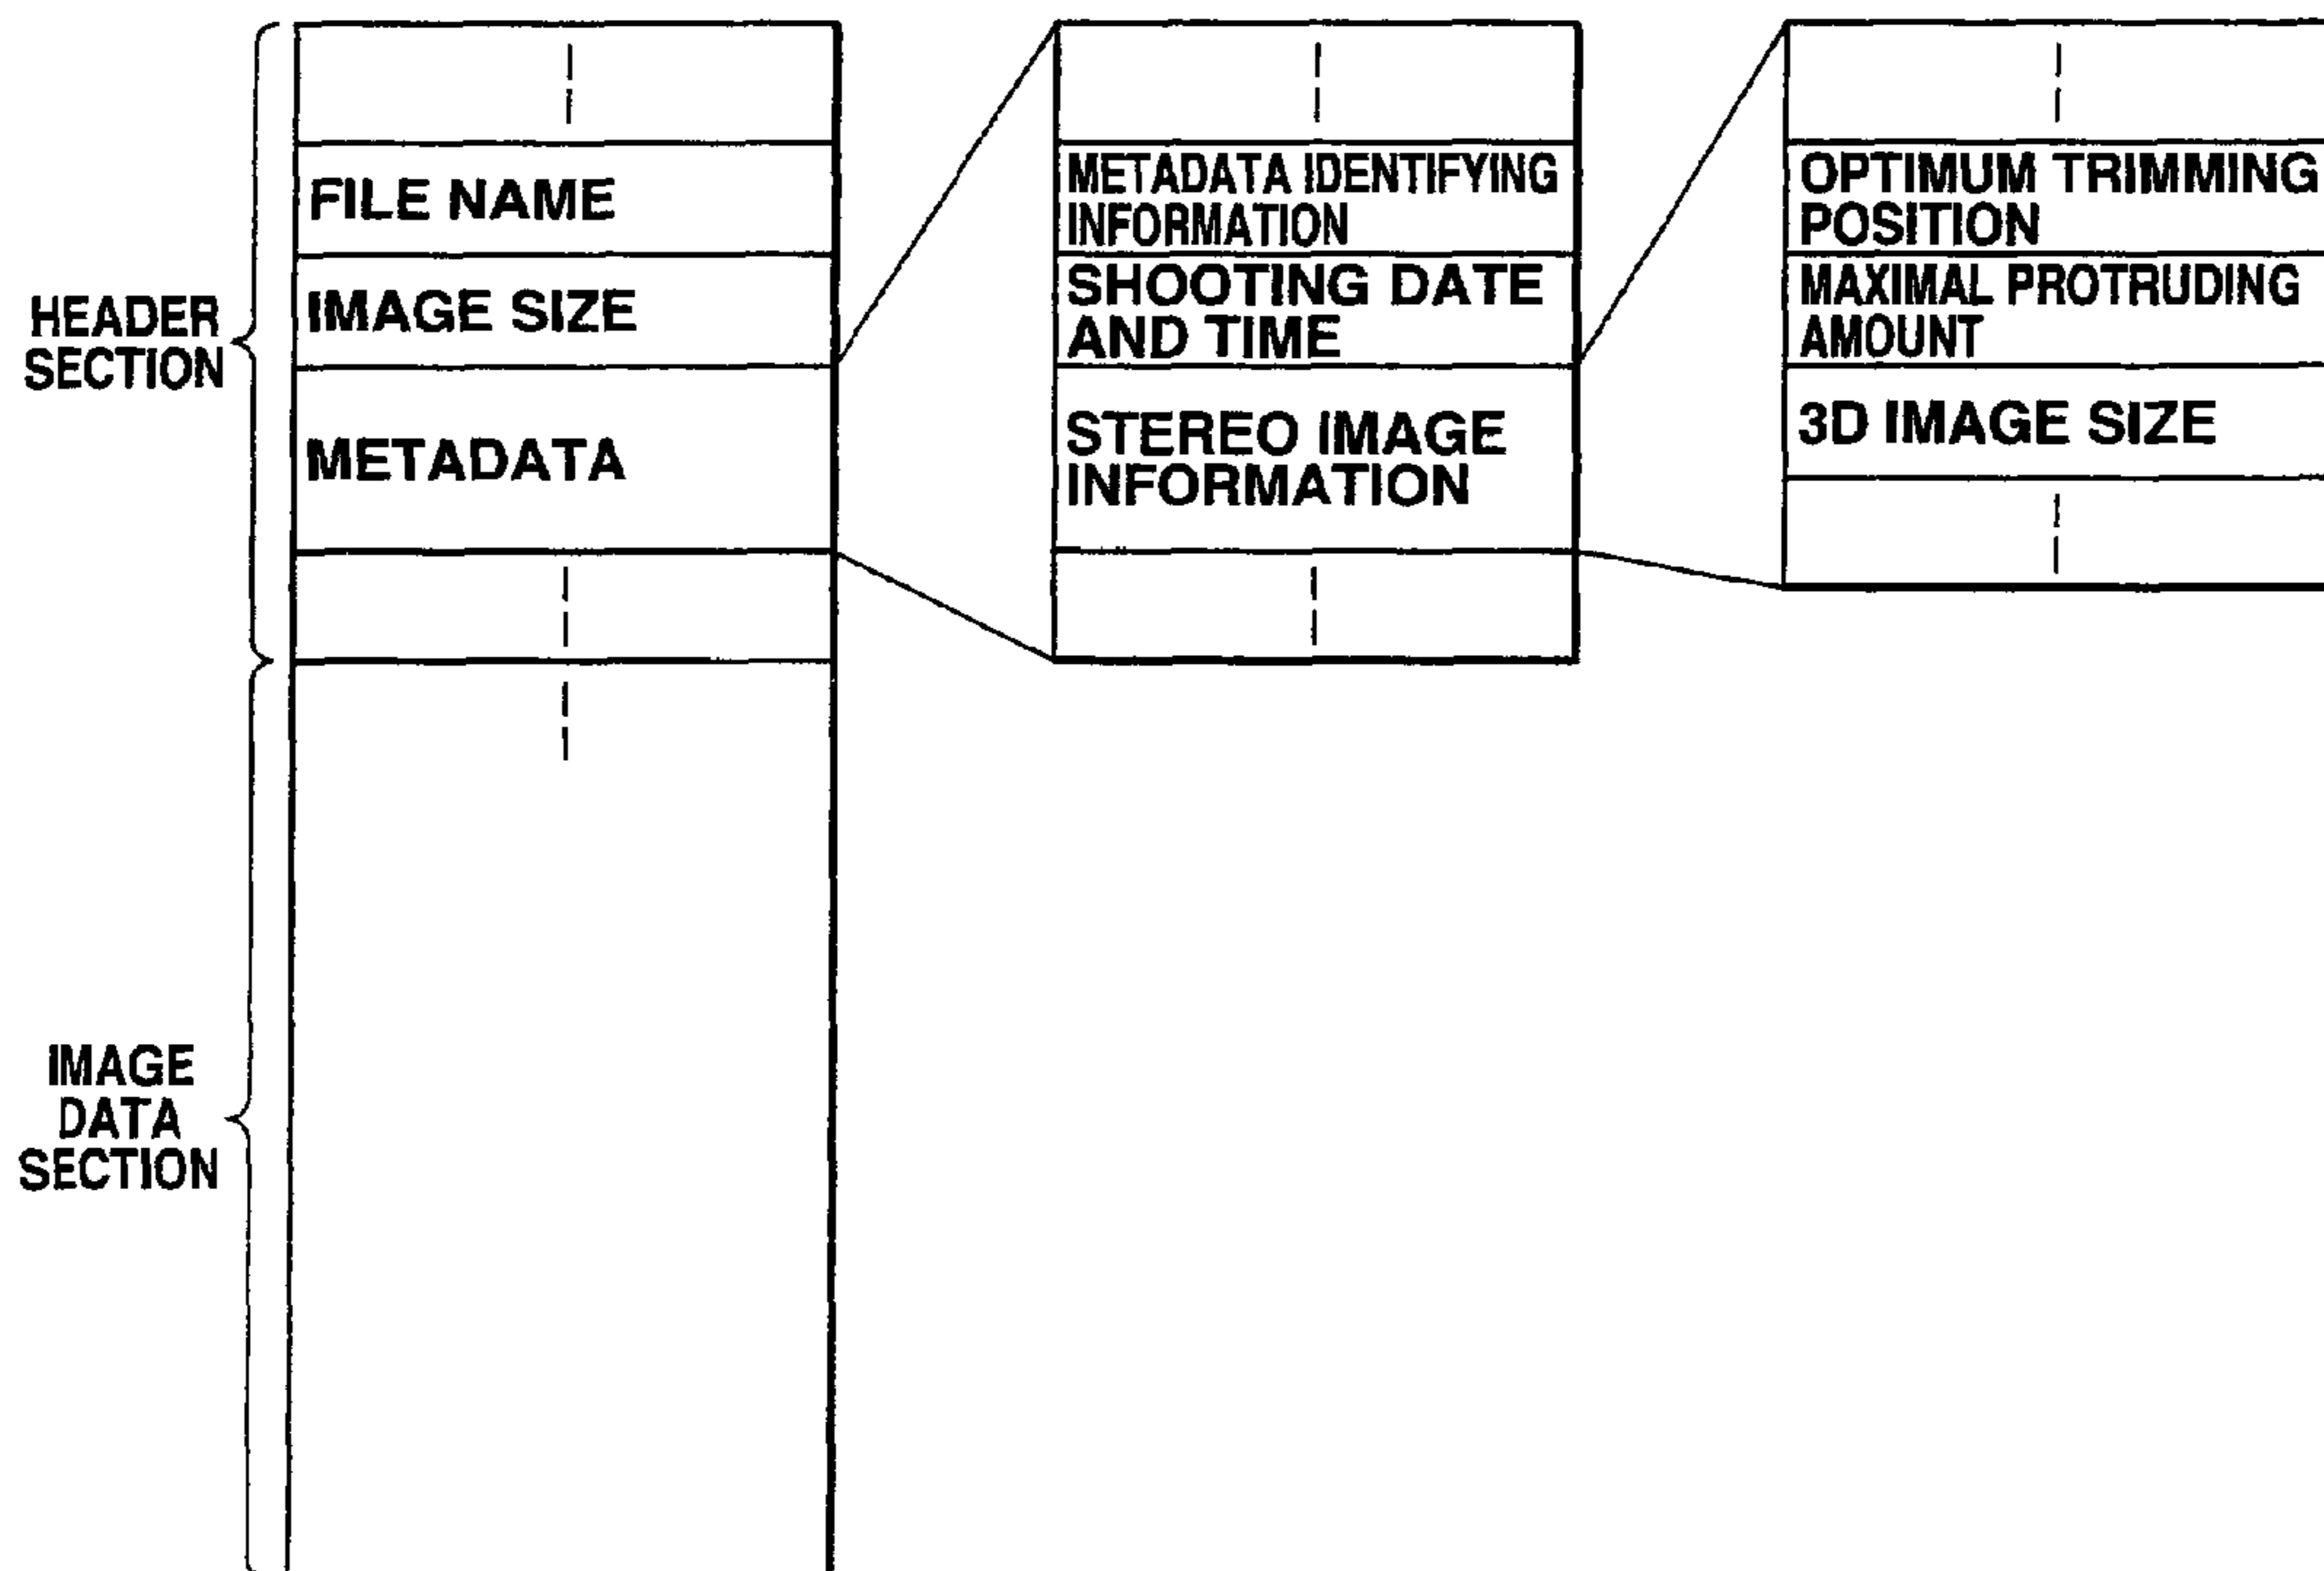 HEADER
SECTION
FILE NAME
IMAGE SIZE
METADATA
IMAGE
DATA
SECTION
METADATA IDENTIFYING
INFORMATION
SHOOTING DATE
AND TIME
STEREO IMAGE
INFORMATION
OPTIMUM TRIMMING
POSITION
MAXIMAL PROTRUDING
AMOUNT
3D IMAGE SIZE